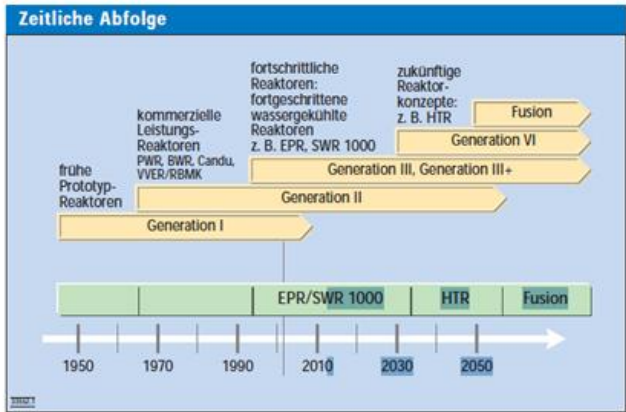 Zeitliche Abfolge
fortschrittliche
Reaktoren:
fortgeschrittene
wassergekühlte
Reaktoren
z. B. EPR, SWR 1000
zukünftige
Reaktor-
konzepte:
z. B. HTR
kommerzielle
Leistungs-
Reaktoren
PWR, BWR, Candu,
VVER/RBMK
frühe
Prototyp-
Reaktoren
Fusion
Generation VI
Generation III, Generation III+
Generation II
Generation I
EPR/SWR 1000 HTR Fusion
1950 1970 1990 2010 2030 2050